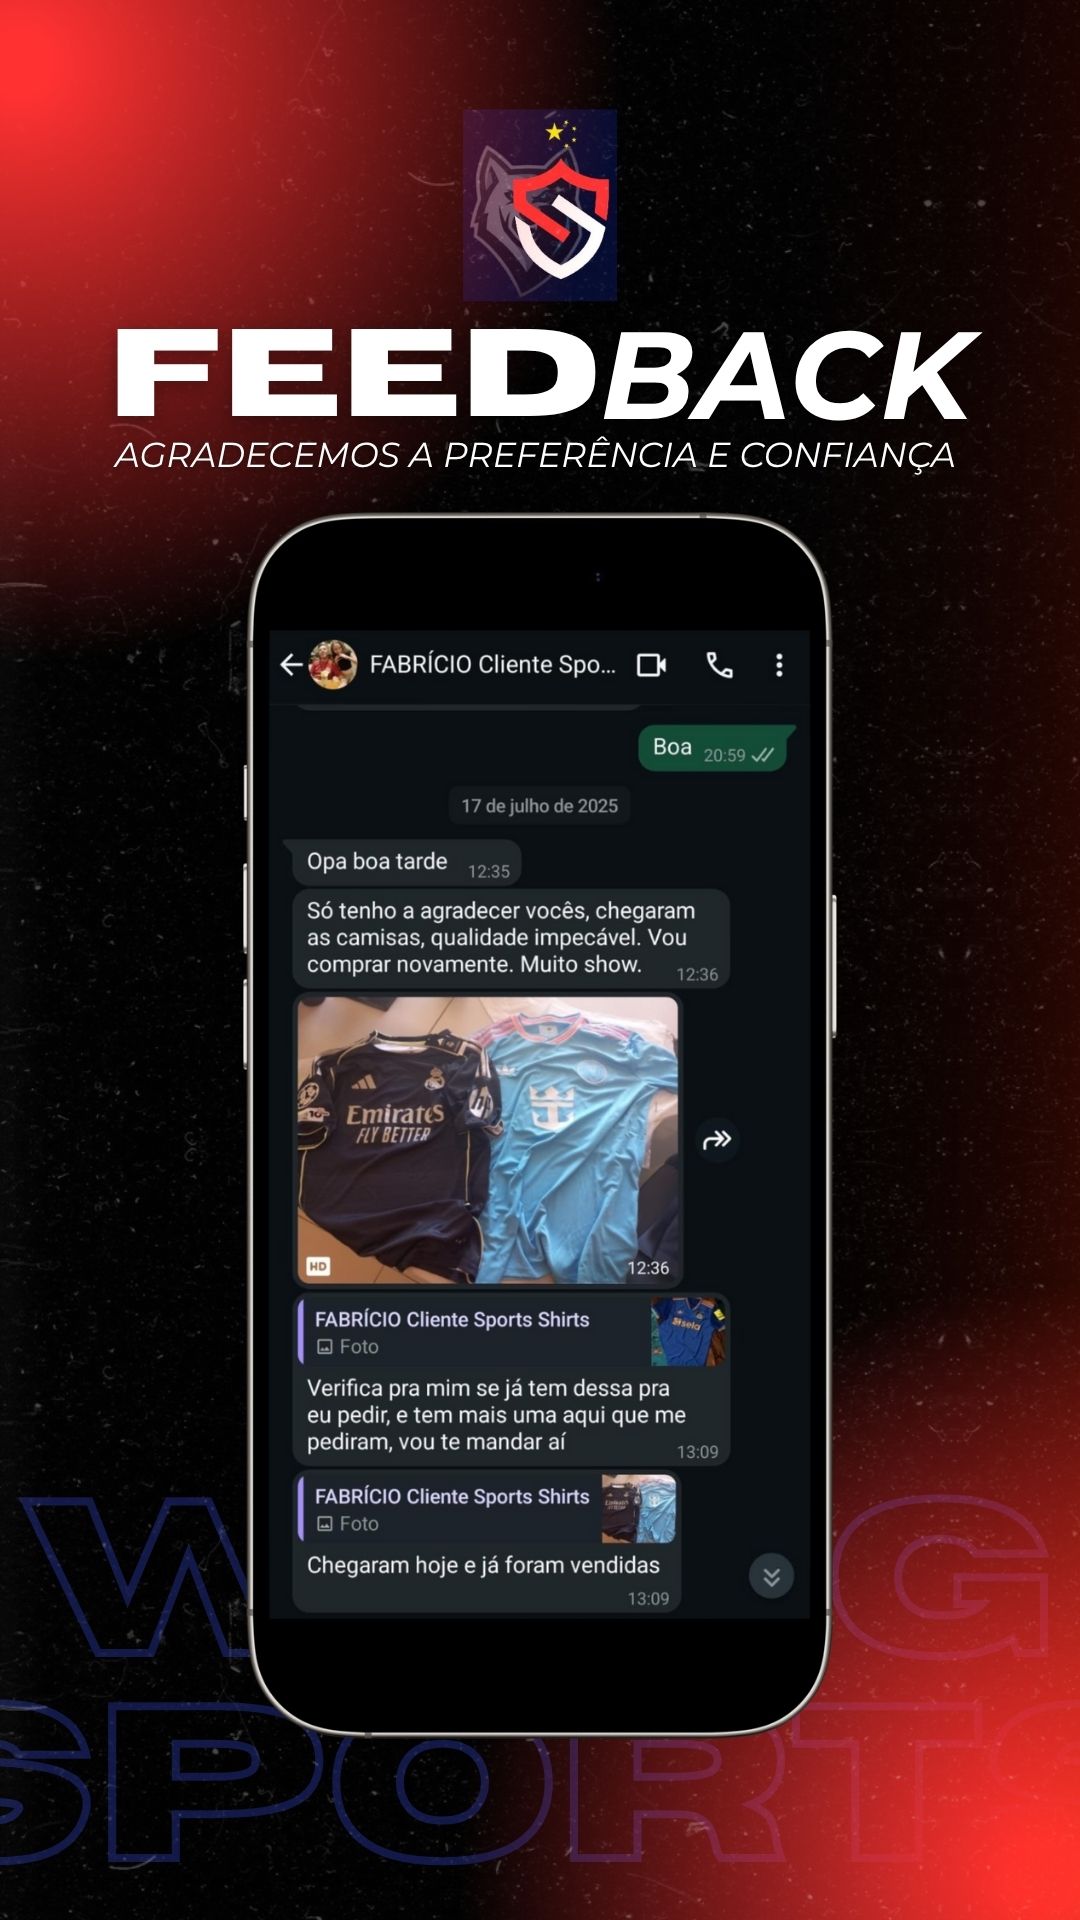 FEEDBACK
AGRADECEMOS A PREFERÊNCIA E CONFIANÇA
FABRÍCIO Cliente Spo...
Boa 20:59
17 de julho de 2025
Opa boa tarde 12:35
Só tenho a agradecer vocês, chegaram
as camisas, qualidade impecável. Vou
comprar novamente. Muito show. 12:36
Emirates
FLY BETTER
hp
HD 12:36
FABRÍCIO Cliente Sports Shirts
Foto
sela
Verifica pra mim se já tem dessa pra
eu pedir, e tem mais uma aqui que me
pediram, vou te mandar aí 13:09
FABRÍCIO Cliente Sports Shirts
Foto
Chegaram hoje e já foram vendidas
13:09
W G
SPORTS